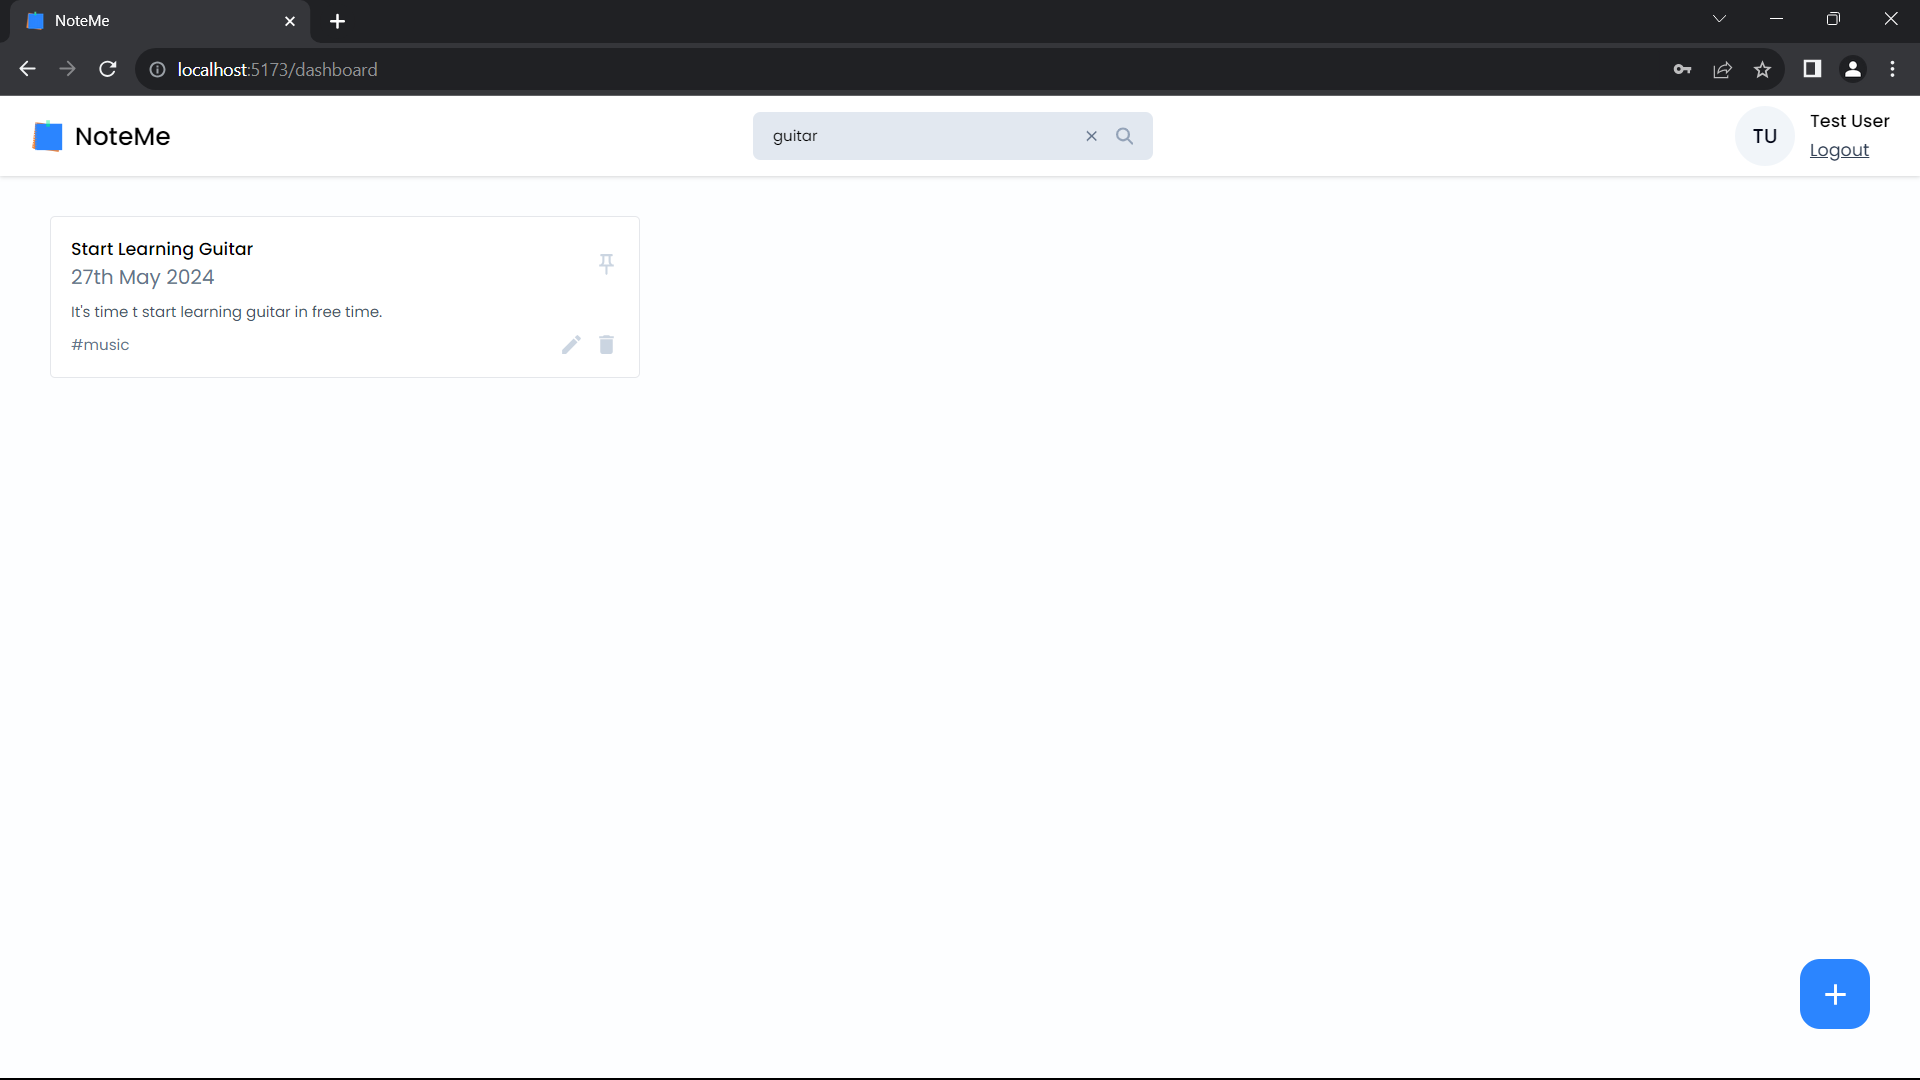 NoteMe
localhost:5173/dashboard
NoteMe
guitar
TU
Test User
Logout
Start Learning Guitar
27th May 2024
It's time t start learning guitar in free time.
#music